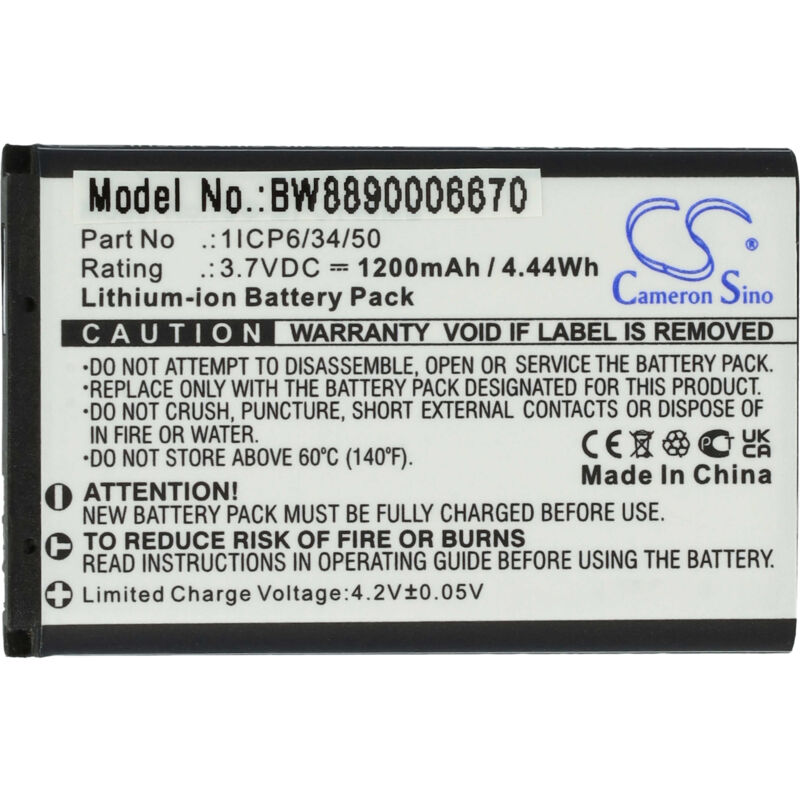 Model No.:BW8890006670
Part No .:1ICP6/34/50
Rating .:3.7VDC ⎓ 1200mAh / 4.44Wh
Lithium-ion Battery Pack
CS
Cameron Sino
CAUTION WARRANTY VOID IF LABEL IS REMOVED
·DO NOT ATTEMPT TO DISASSEMBLE, OPEN OR SERVICE THE BATTERY PACK.
·REPLACE ONLY WITH THE BATTERY PACK DESIGNATED FOR THIS PRODUCT.
·DO NOT CRUSH, PUNCTURE, SHORT EXTERNAL CONTACTS OR DISPOSE OF
IN FIRE OR WATER.
·DO NOT STORE ABOVE 60°C (140°F).
CE PCT UKCA
Made In China
ATTENTION!
NEW BATTERY PACK MUST BE FULLY CHARGED BEFORE USE.
TO REDUCE RISK OF FIRE OR BURNS
READ INSTRUCTIONS IN OPERATING GUIDE BEFORE USING THE BATTERY.
Limited Charge Voltage:4.2V±0.05V